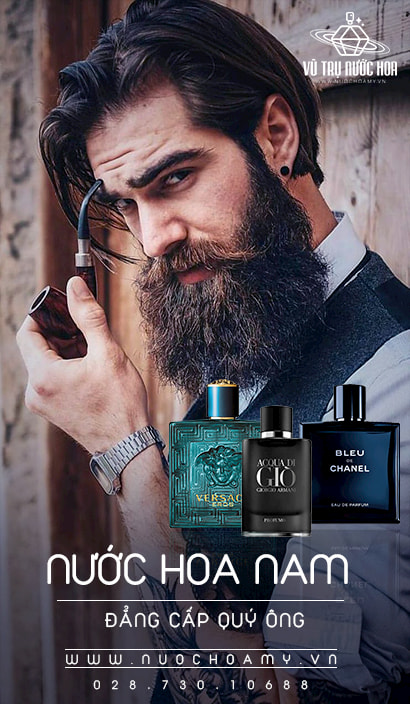 VŨ TRỤ NƯỚC HOA
WWW.NUOCHOAMY.VN
VERSACE
EROS
ACQUA DI
GIÒ
GIORGIO ARMANI
PROFUMO
BLEU
DE
CHANEL
EAU DE PARFUM
NƯỚC HOA NAM
ĐẲNG CẤP QUÝ ÔNG
WWW.NUOCHOAMY.VN
028.730.10688